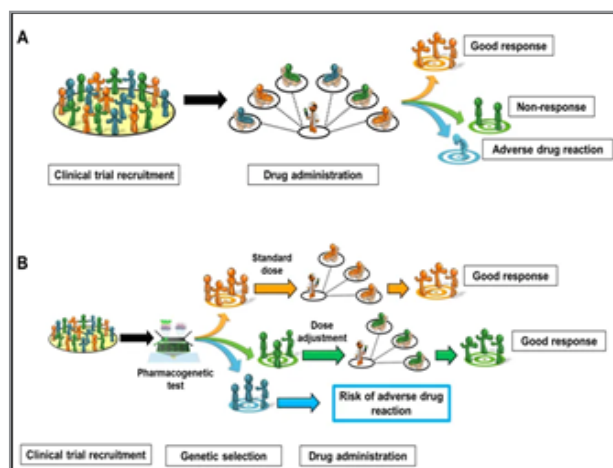 A
Good response
Non-response
Adverse drug reaction
Clinical trial recruitment
Drug administration
B
Standard
dose
Good response
Dose
adjustment
Good response
Pharmacogenetic
test
Risk of adverse drug
reaction
Clinical trial recruitment
Genetic selection
Drug administration